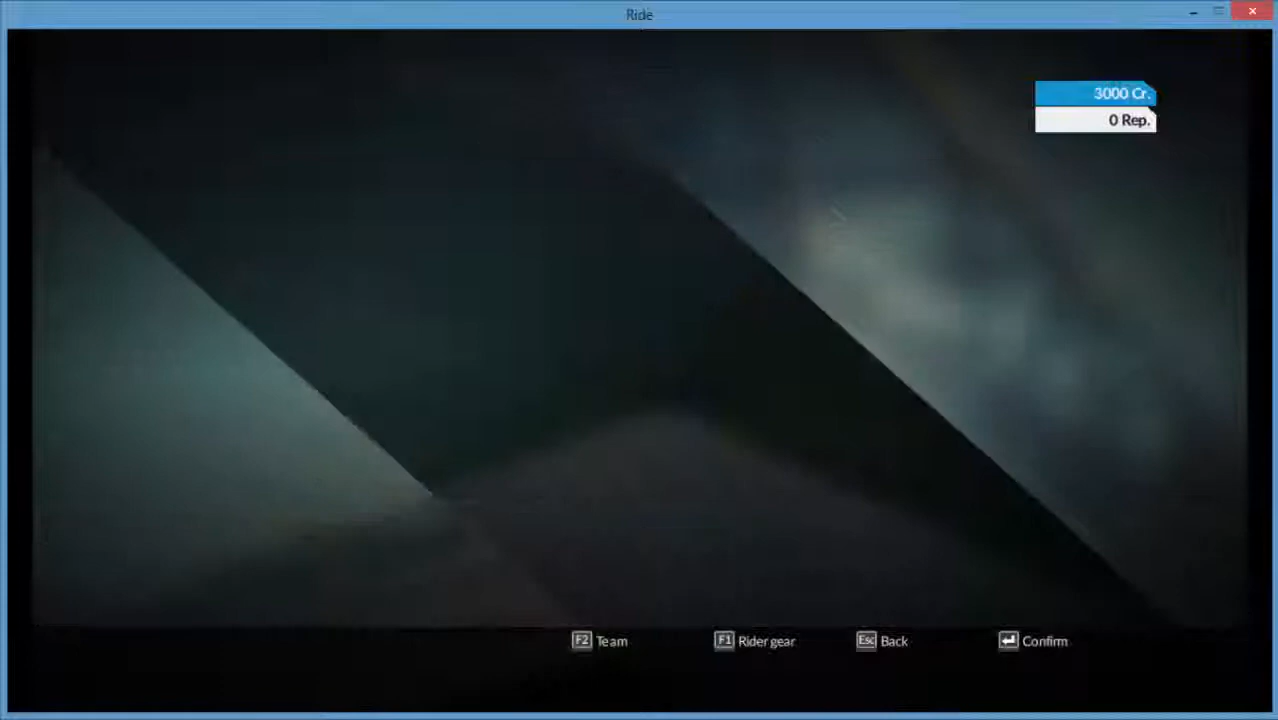 Ride
3000 Cr.
0 Rep.
F2 Team
F1 Rider gear
Esc Back
Confirm